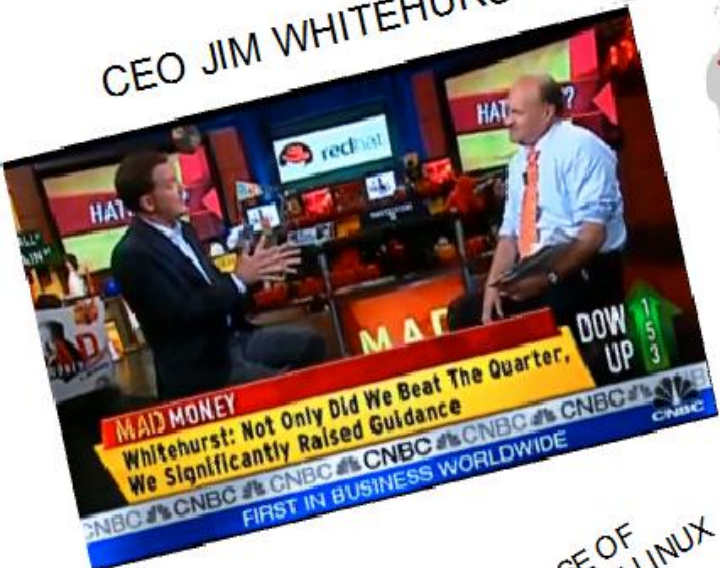 CEO JIM WHITEHURS
redhat
HAT
?
HAT
MAD
DOW
UP
153
MAD MONEY
Whitehurst: Not Only Did We Beat The Quarter,
We Significantly Raised Guidance
CNBC CNBC CNBC CNBC CNBC CNBC
CNBC
FIRST IN BUSINESS WORLDWIDE
OF
LINUX